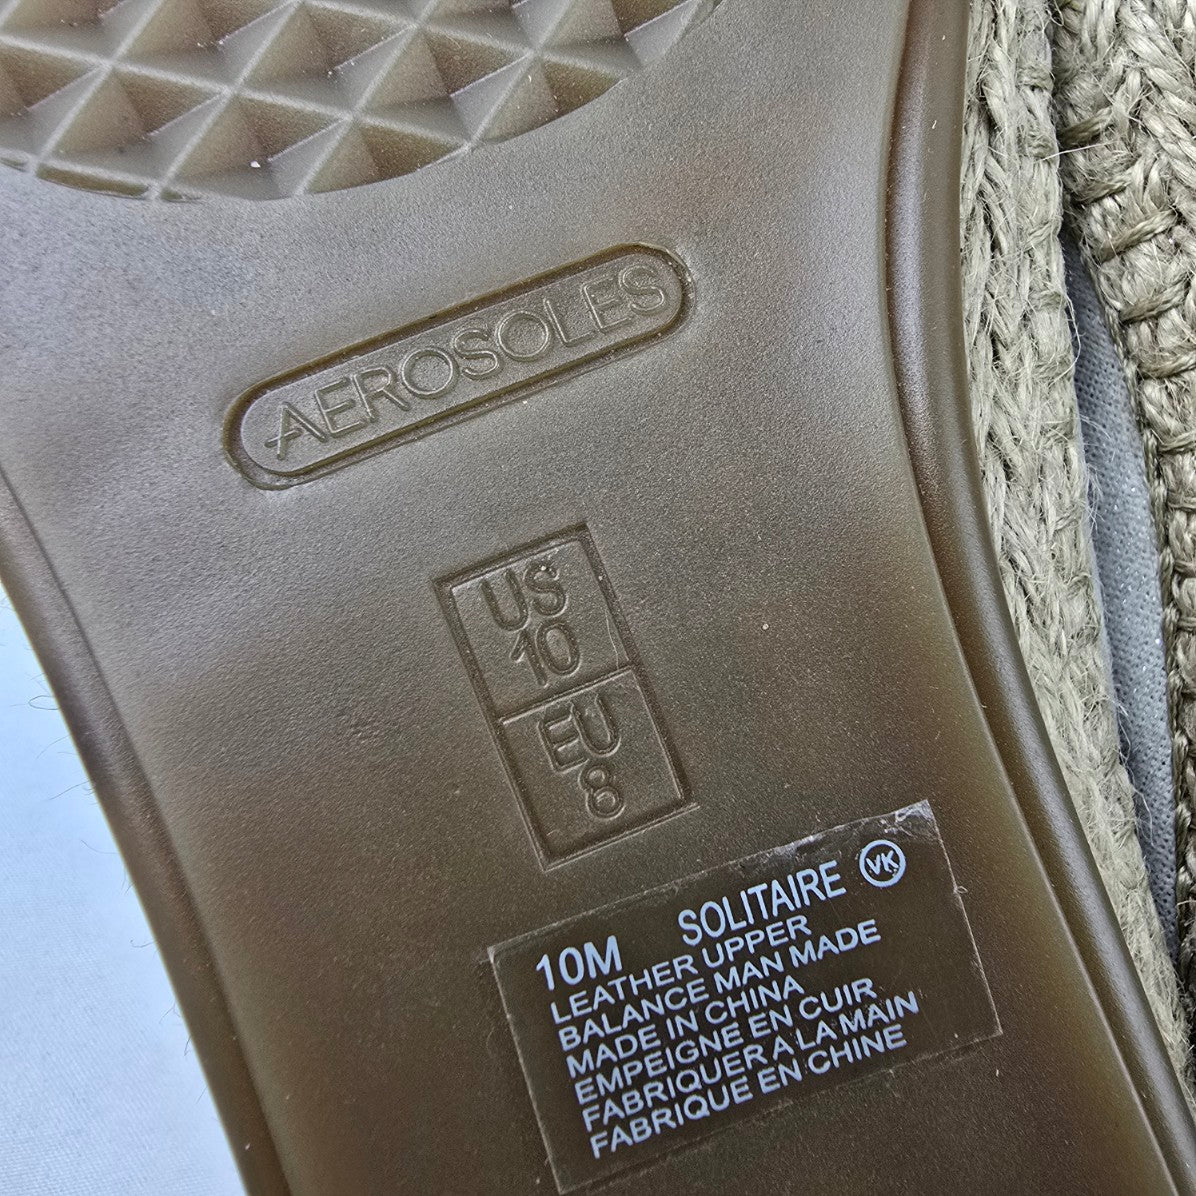 AEROSOLES
US
10
EU
8
10M SOLITAIRE VK
LEATHER UPPER
BALANCE MAN MADE
MADE IN CHINA
EMPEIGNE EN CUIR
FABRIQUER A LA MAIN
FABRIQUE EN CHINE